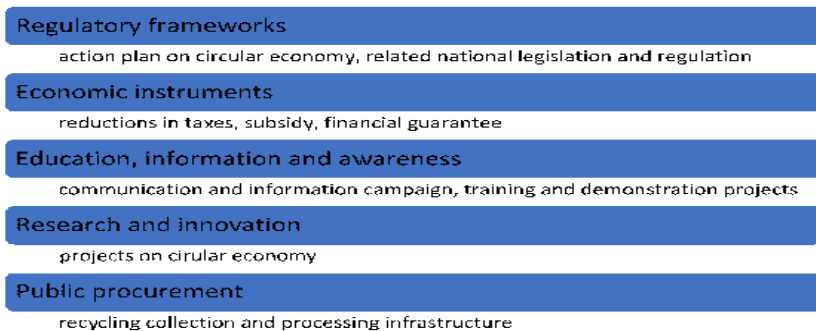 Regulatory frameworks
action plan on circular economy, related national legislation and regulation
Economic instruments
reductions in taxes, subsidy, financial guarantee
Education, information and awareness
communication and information campaign, training and demonstration projects
Research and innovation
projects on cirular economy
Public procurement
recycling collection and processing infrastructure